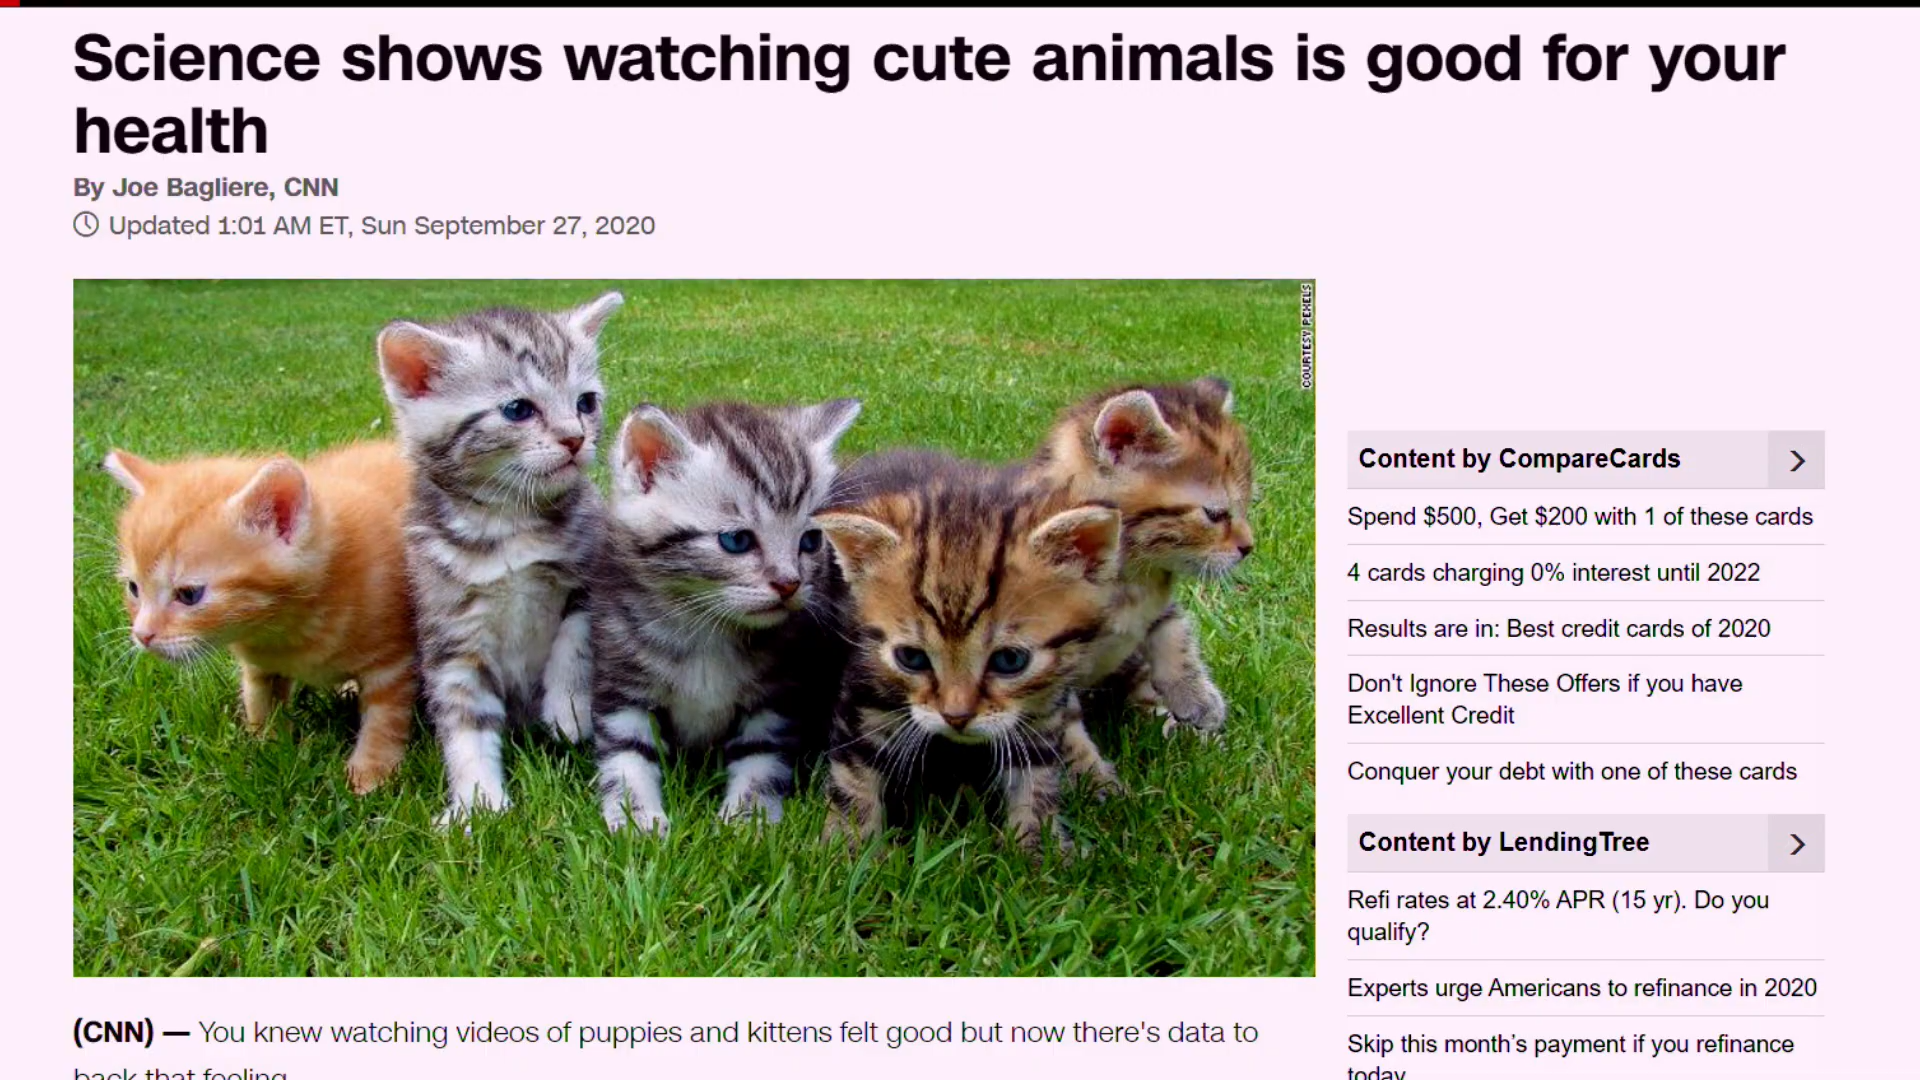 Science shows watching cute animals is good for your
health
By Joe Bagliere, CNN
Updated 1:01 AM ET, Sun September 27, 2020
COURTESY PEXELS
Content by CompareCards
Spend $500, Get $200 with 1 of these cards
4 cards charging 0% interest until 2022
Results are in: Best credit cards of 2020
Don't Ignore These Offers if you have
Excellent Credit
Conquer your debt with one of these cards
Content by LendingTree
Refi rates at 2.40% APR (15 yr). Do you
qualify?
Experts urge Americans to refinance in 2020
Skip this month’s payment if you refinance
today
(CNN) — You knew watching videos of puppies and kittens felt good but now there's data to
back that feeling